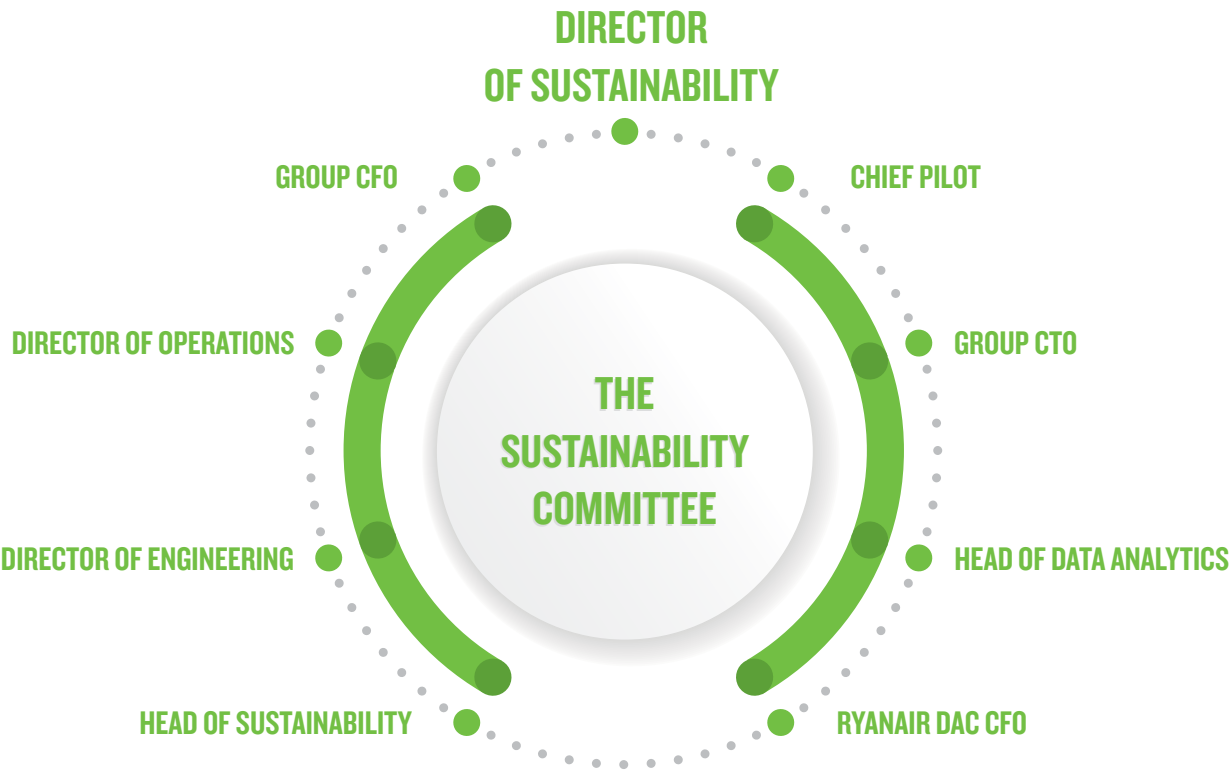 DIRECTOR
OF SUSTAINABILITY
GROUP CFO
CHIEF PILOT
DIRECTOR OF OPERATIONS
GROUP CTO
THE
SUSTAINABILITY
COMMITTEE
DIRECTOR OF ENGINEERING
HEAD OF DATA ANALYTICS
HEAD OF SUSTAINABILITY
RYANAIR DAC CFO